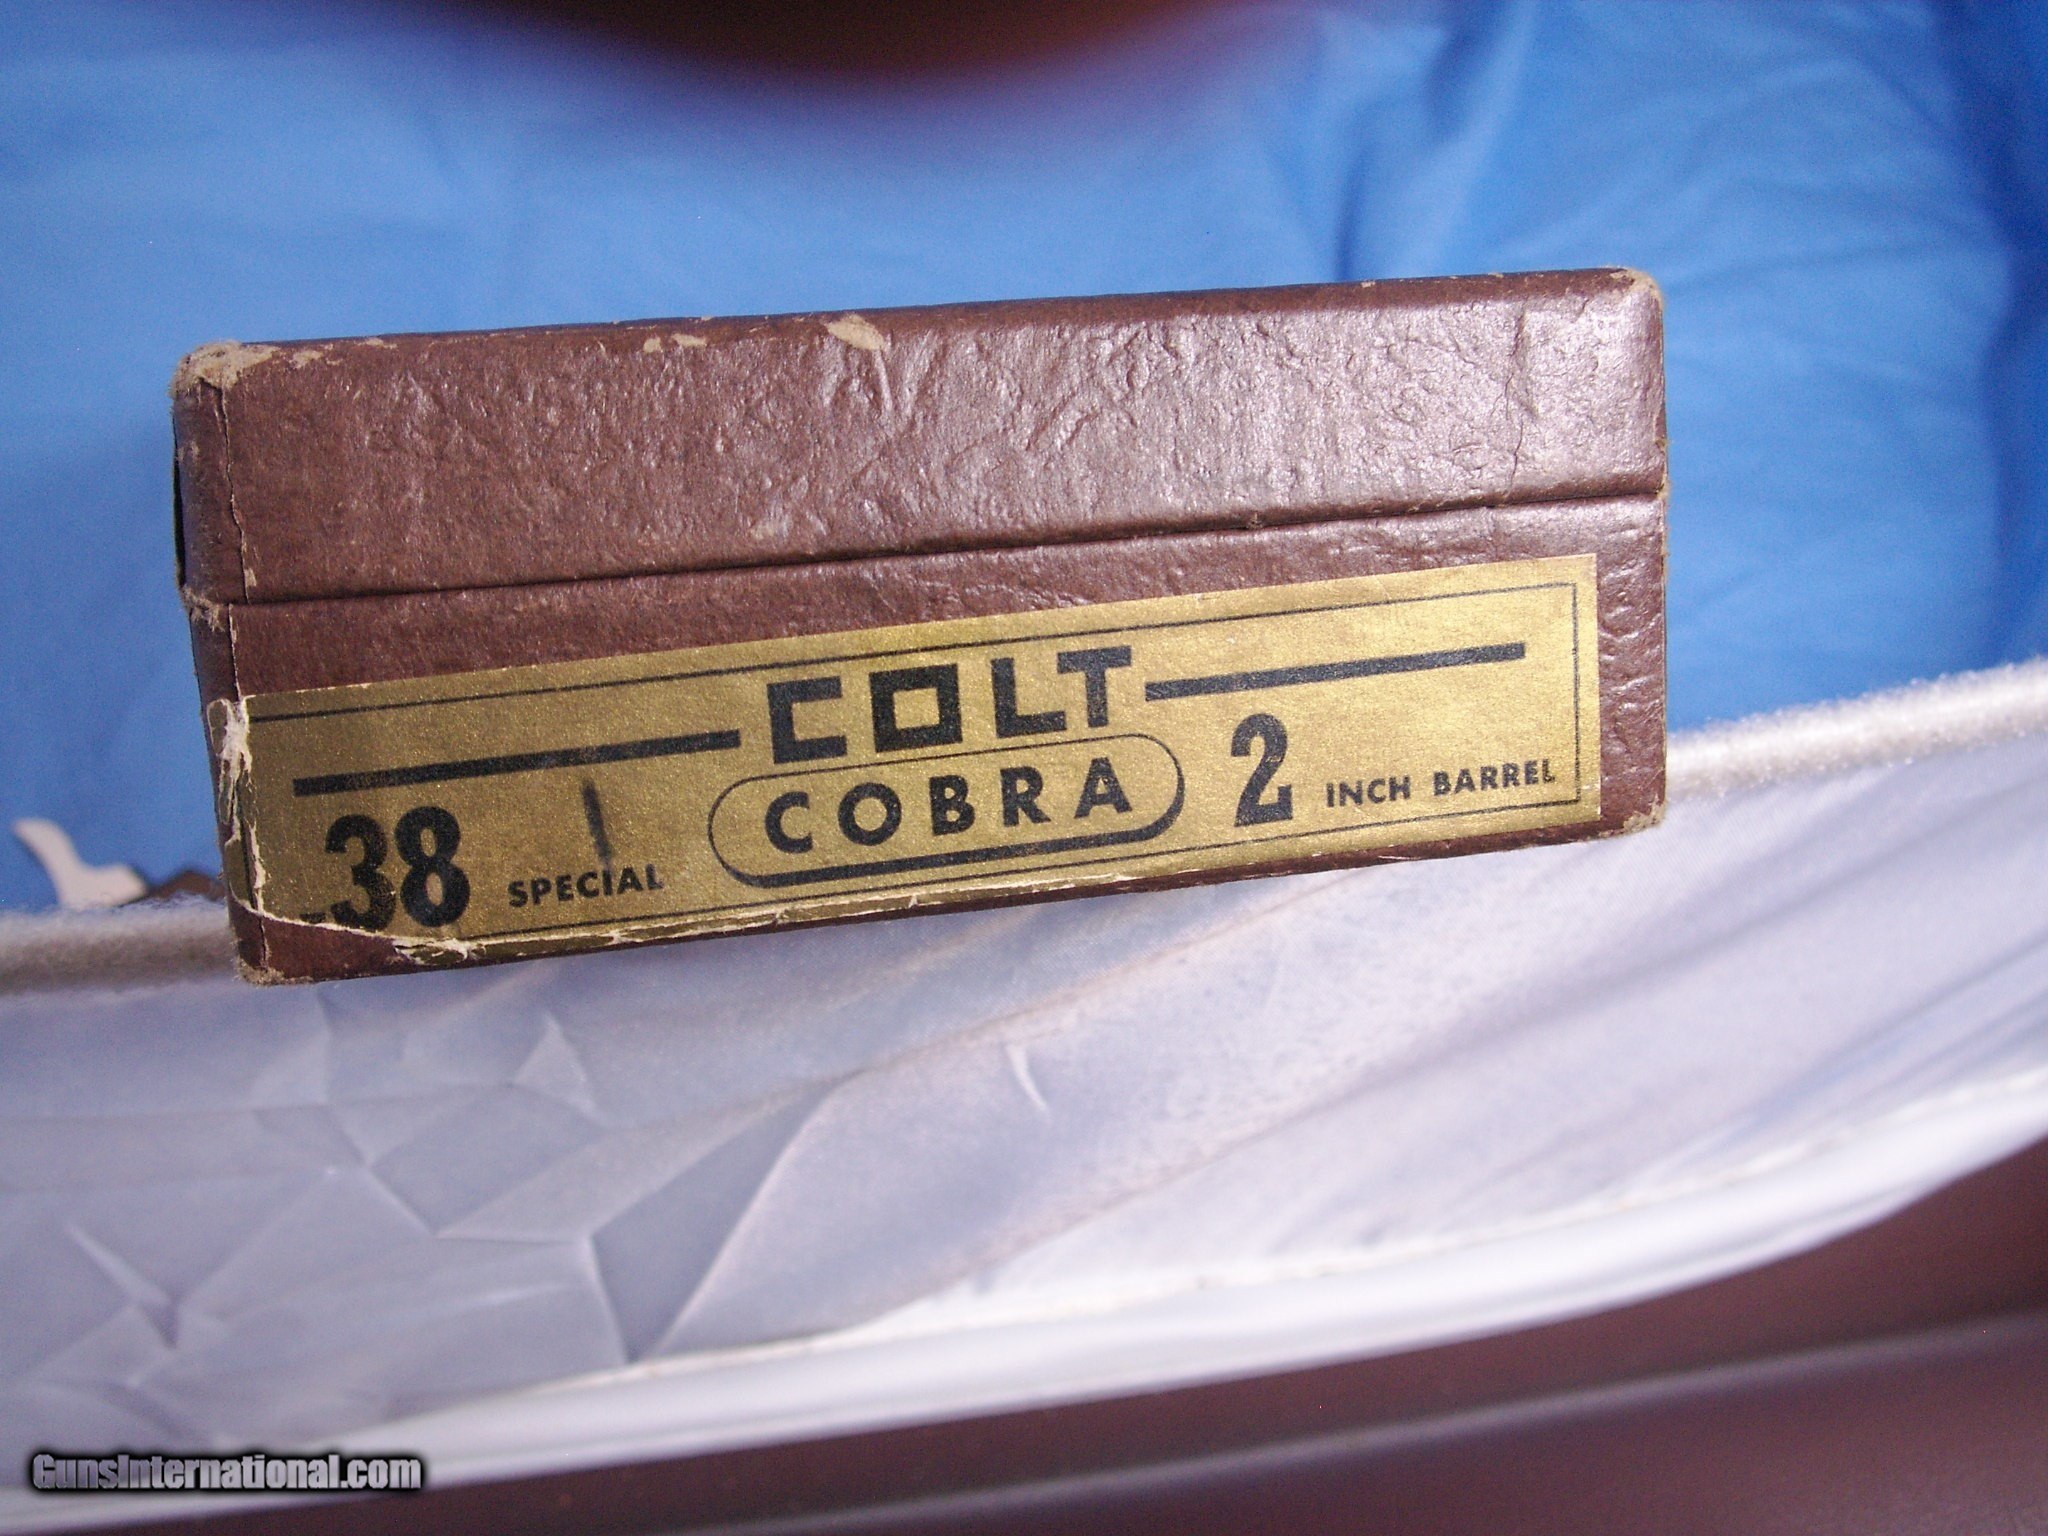 COLT
.38 SPECIAL COBRA 2 INCH BARREL
GunsInternational.com